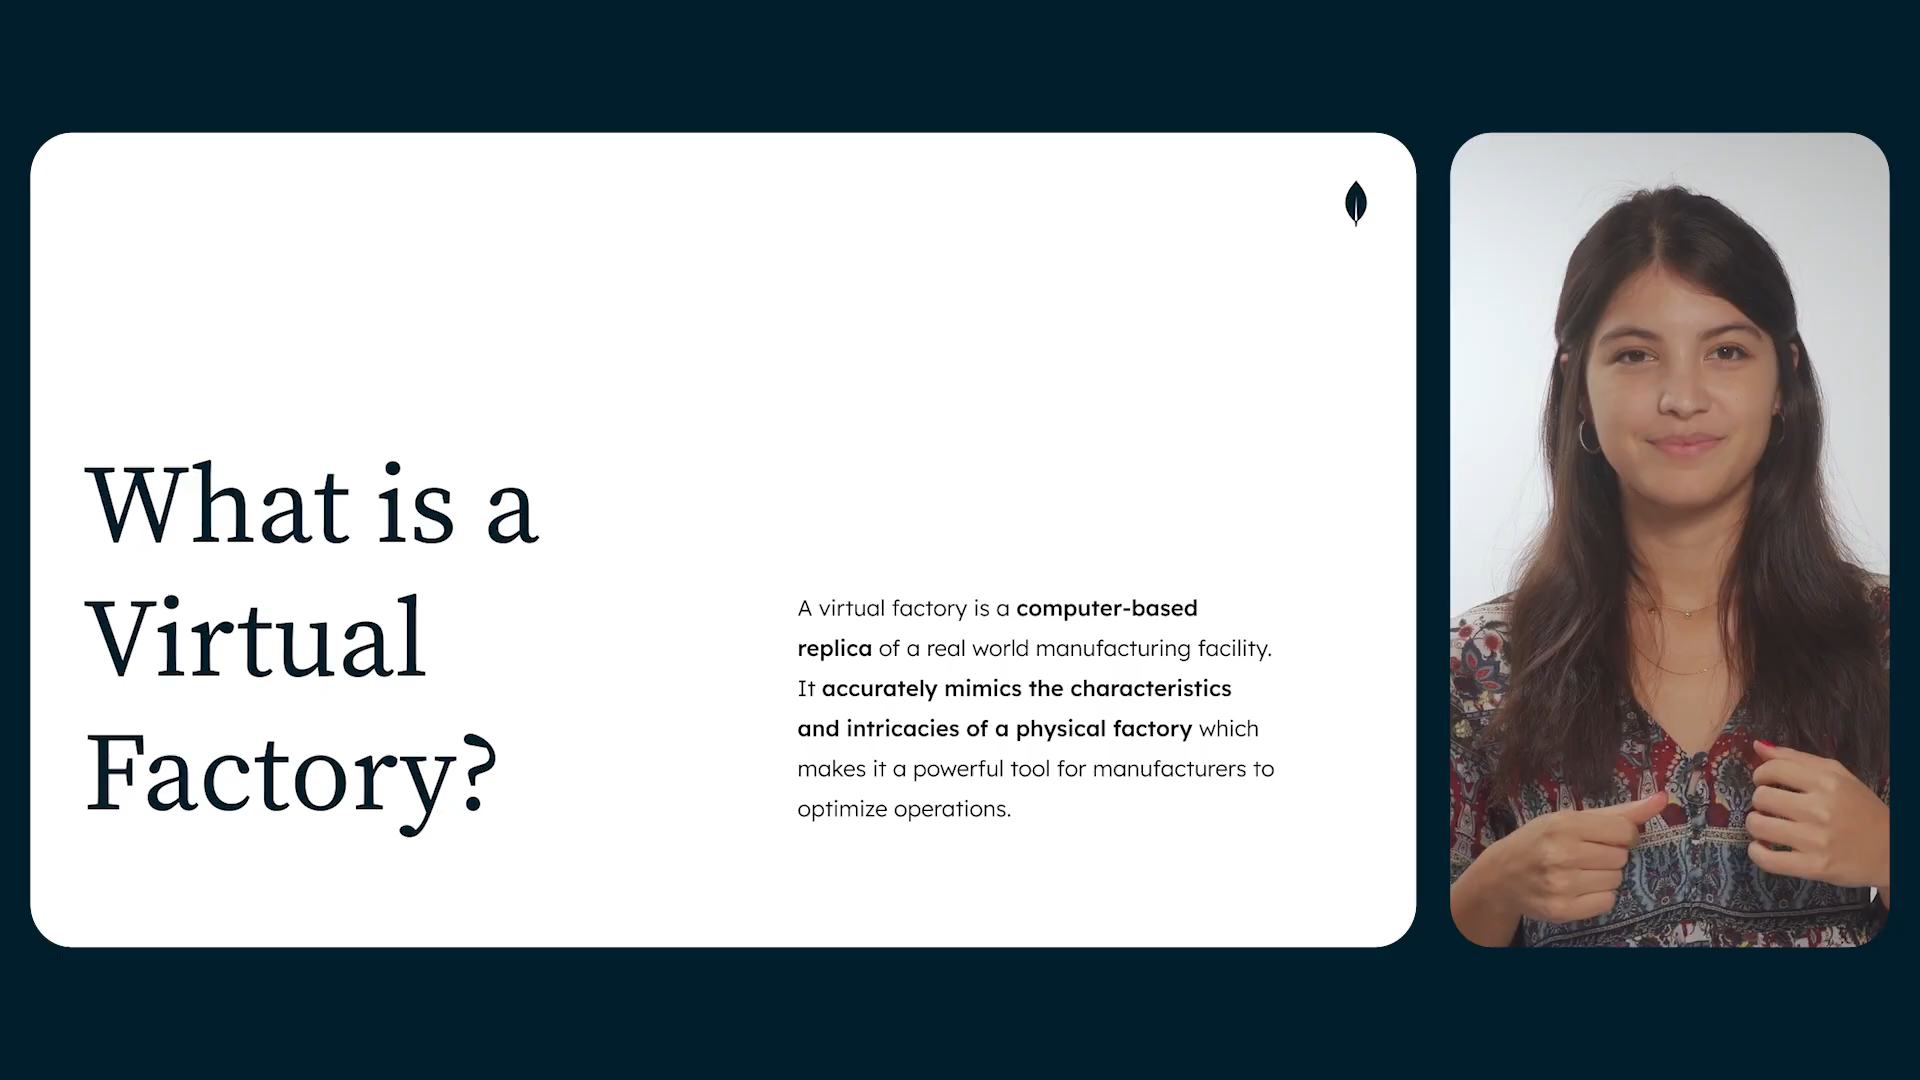 What is a
Virtual
Factory?
A virtual factory is a computer-based
replica of a real world manufacturing facility.
It accurately mimics the characteristics
and intricacies of a physical factory which
makes it a powerful tool for manufacturers to
optimize operations.